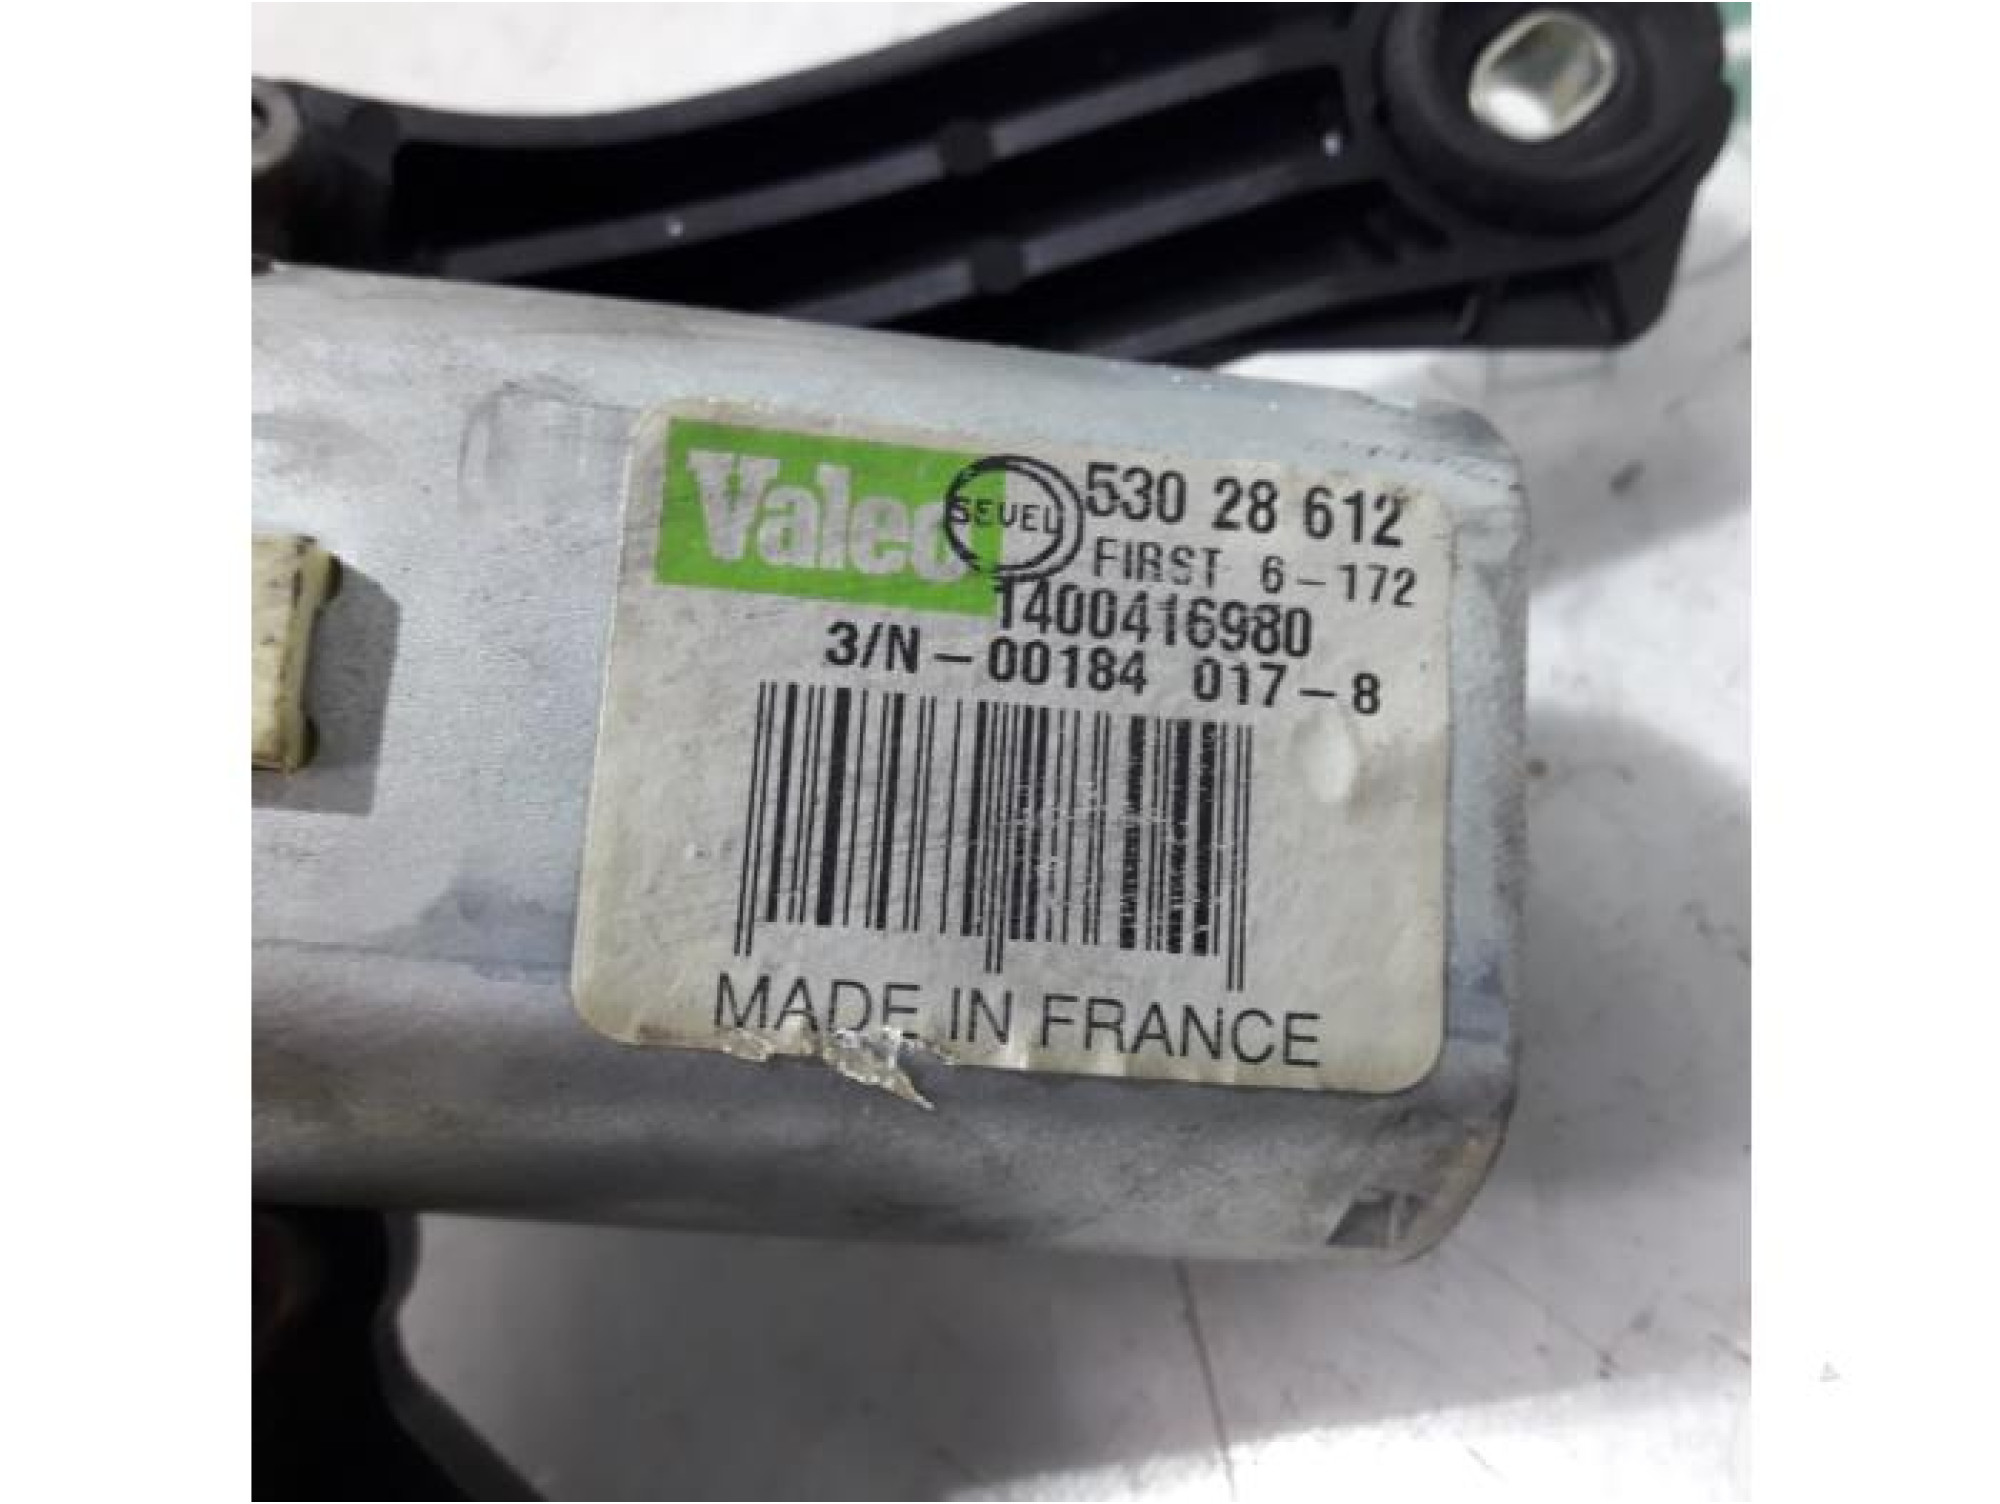 Valeo SEVEL 530 28 612
FIRST 6-172
1400416980
3/N-00184 017-8
MADE IN FRANCE